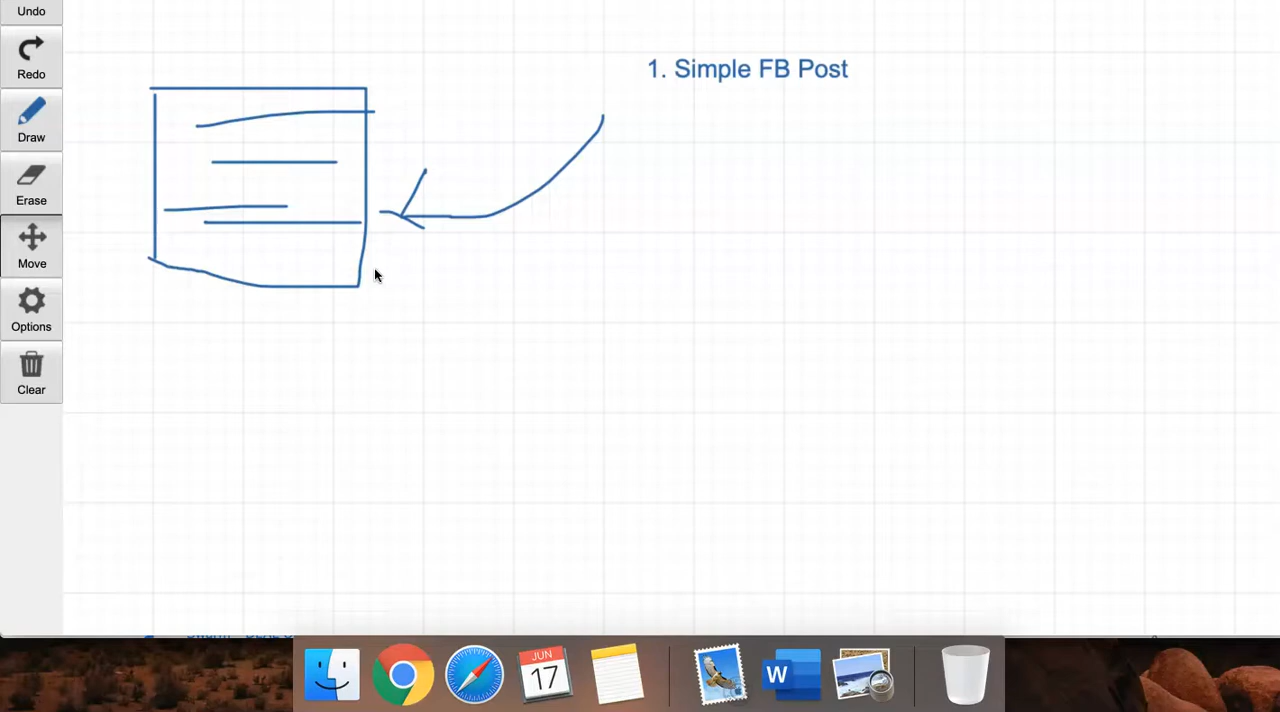 Undo
1. Simple FB Post
Redo
Draw
Erase
Move
Options
Clear
JUN
17
W